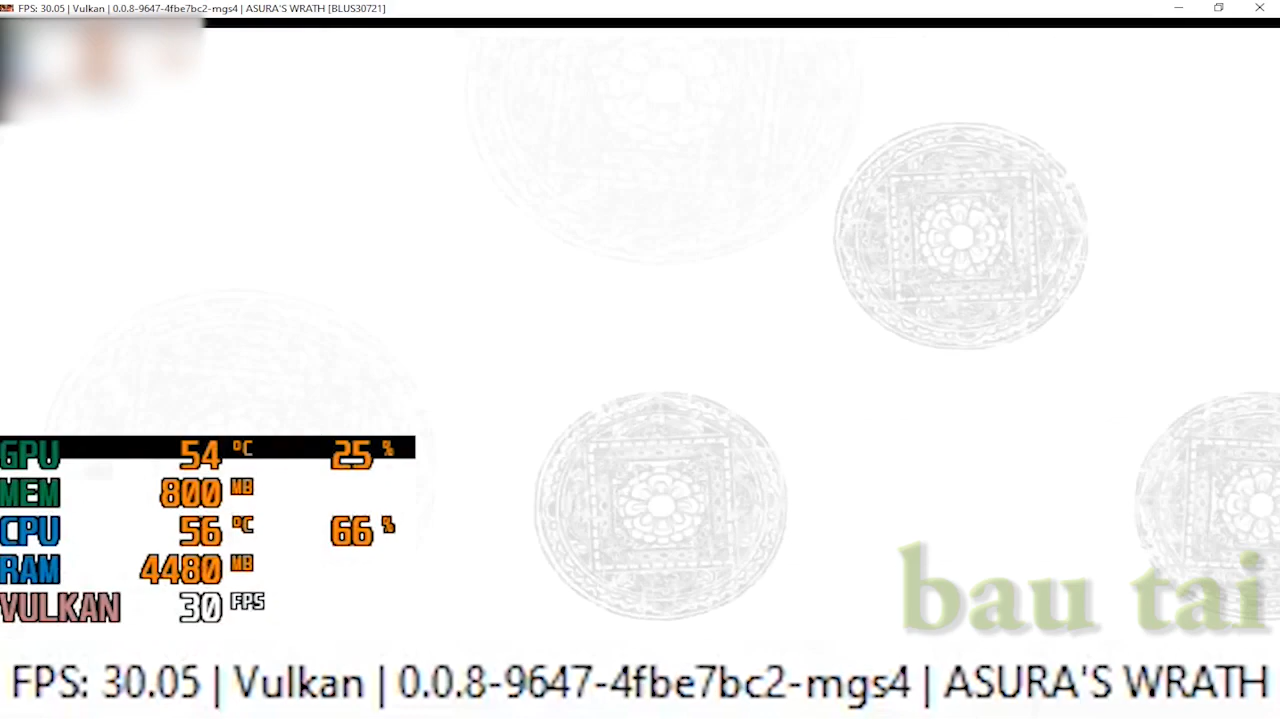 FPS: 30.05 | Vulkan | 0.0.8-9647-4fbe7bc2-mgs4 | ASURA'S WRATH [BLUS30721]
GPU 54 °C 25 %
MEM 800 MB
CPU 56 °C 66 %
RAM 4480 MB
VULKAN 30 FPS
bau tai
FPS: 30.05 | Vulkan | 0.0.8-9647-4fbe7bc2-mgs4 | ASURA'S WRATH